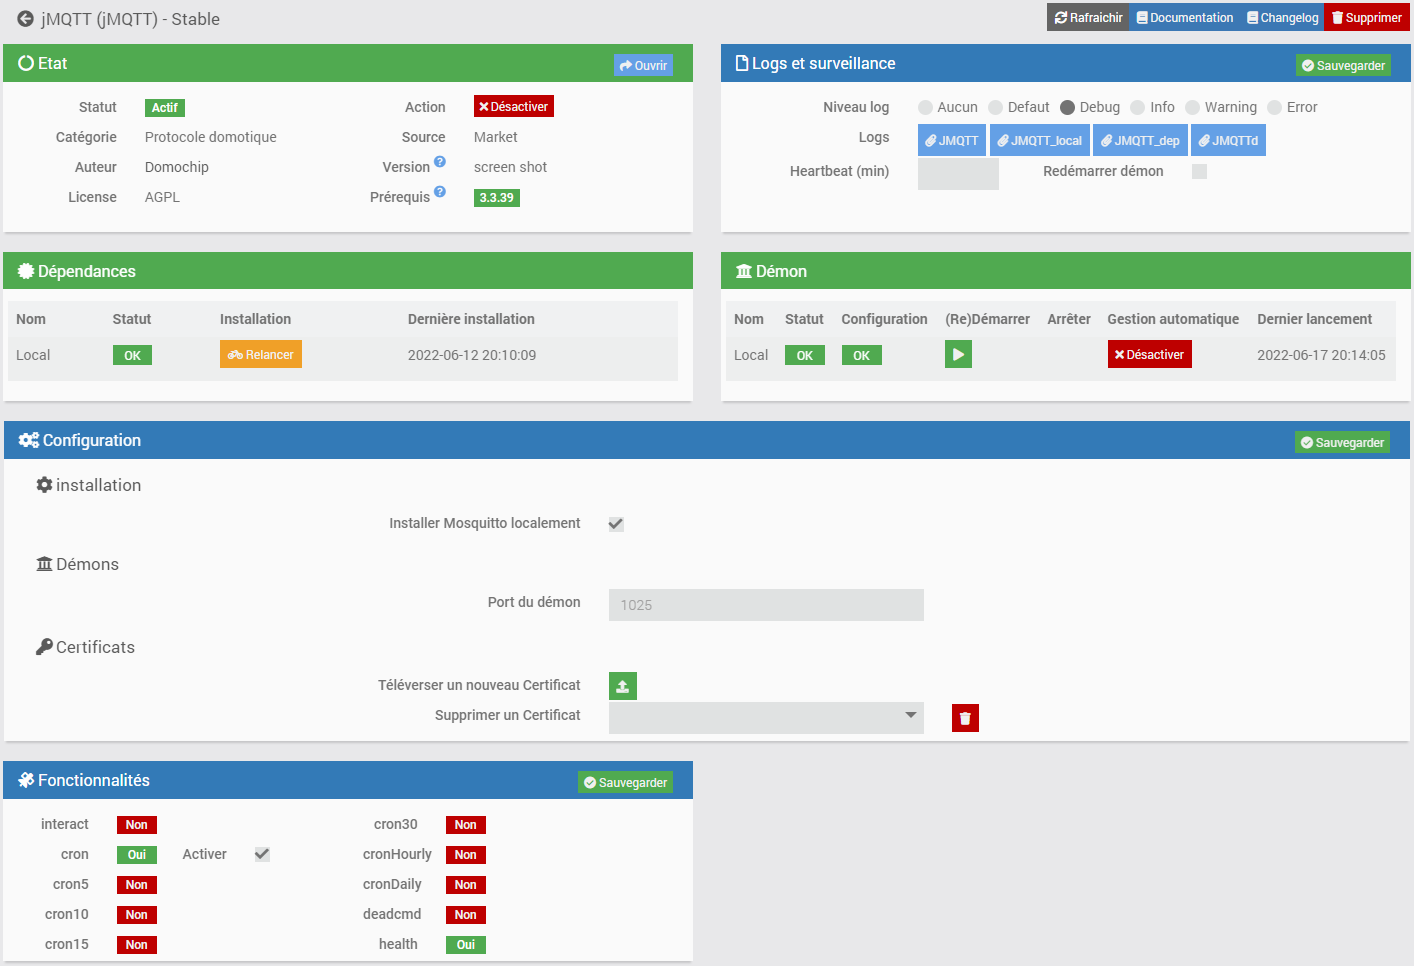 jMQTT (jMQTT) - Stable
Rafraichir Documentation Changelog Supprimer
Etat Ouvrir
Statut Actif Action Désactiver
Catégorie Protocole domotique Source Market
Auteur Domochip Version screen shot
License AGPL Prérequis 3.3.39
Logs et surveillance Sauvegarder
Niveau log Aucun Defaut Debug Info Warning Error
Logs JMQTT JMQTT_local JMQTT_dep JMQTTd
Heartbeat (min) Redémarrer démon
Dépendances
Nom Statut Installation Dernière installation
Local OK Relancer 2022-06-12 20:10:09
Démon
Nom Statut Configuration (Re)Démarrer Arrêter Gestion automatique Dernier lancement
Local OK OK Désactiver 2022-06-17 20:14:05
Configuration Sauvegarder
installation
Installer Mosquitto localement
Démons
Port du démon 1025
Certificats
Téléverser un nouveau Certificat
Supprimer un Certificat
Fonctionnalités Sauvegarder
interact Non cron30 Non
cron Oui Activer cronHourly Non
cron5 Non cronDaily Non
cron10 Non deadcmd Non
cron15 Non health Oui